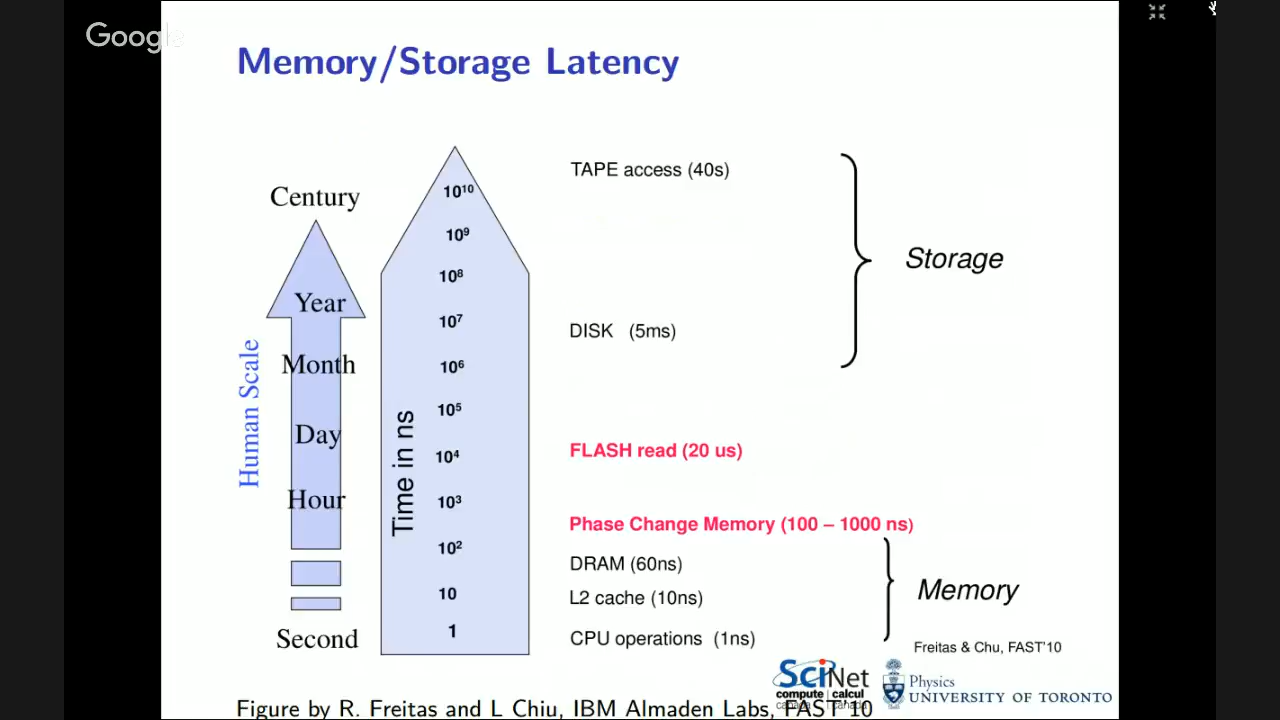 Google
Memory/Storage Latency
Century
Year
Month
Day
Hour
Second
Human Scale
Time in ns
10¹⁰
10⁹
10⁸
10⁷
10⁶
10⁵
10⁴
10³
10²
10
1
TAPE access (40s)
DISK (5ms)
FLASH read (20 us)
Phase Change Memory (100 – 1000 ns)
DRAM (60ns)
L2 cache (10ns)
CPU operations (1ns)
Storage
Memory
Freitas & Chu, FAST'10
SciNet
compute | calcul
canada | canada
Physics
UNIVERSITY OF TORONTO
Figure by R. Freitas and L Chiu, IBM Almaden Labs, FAST'10